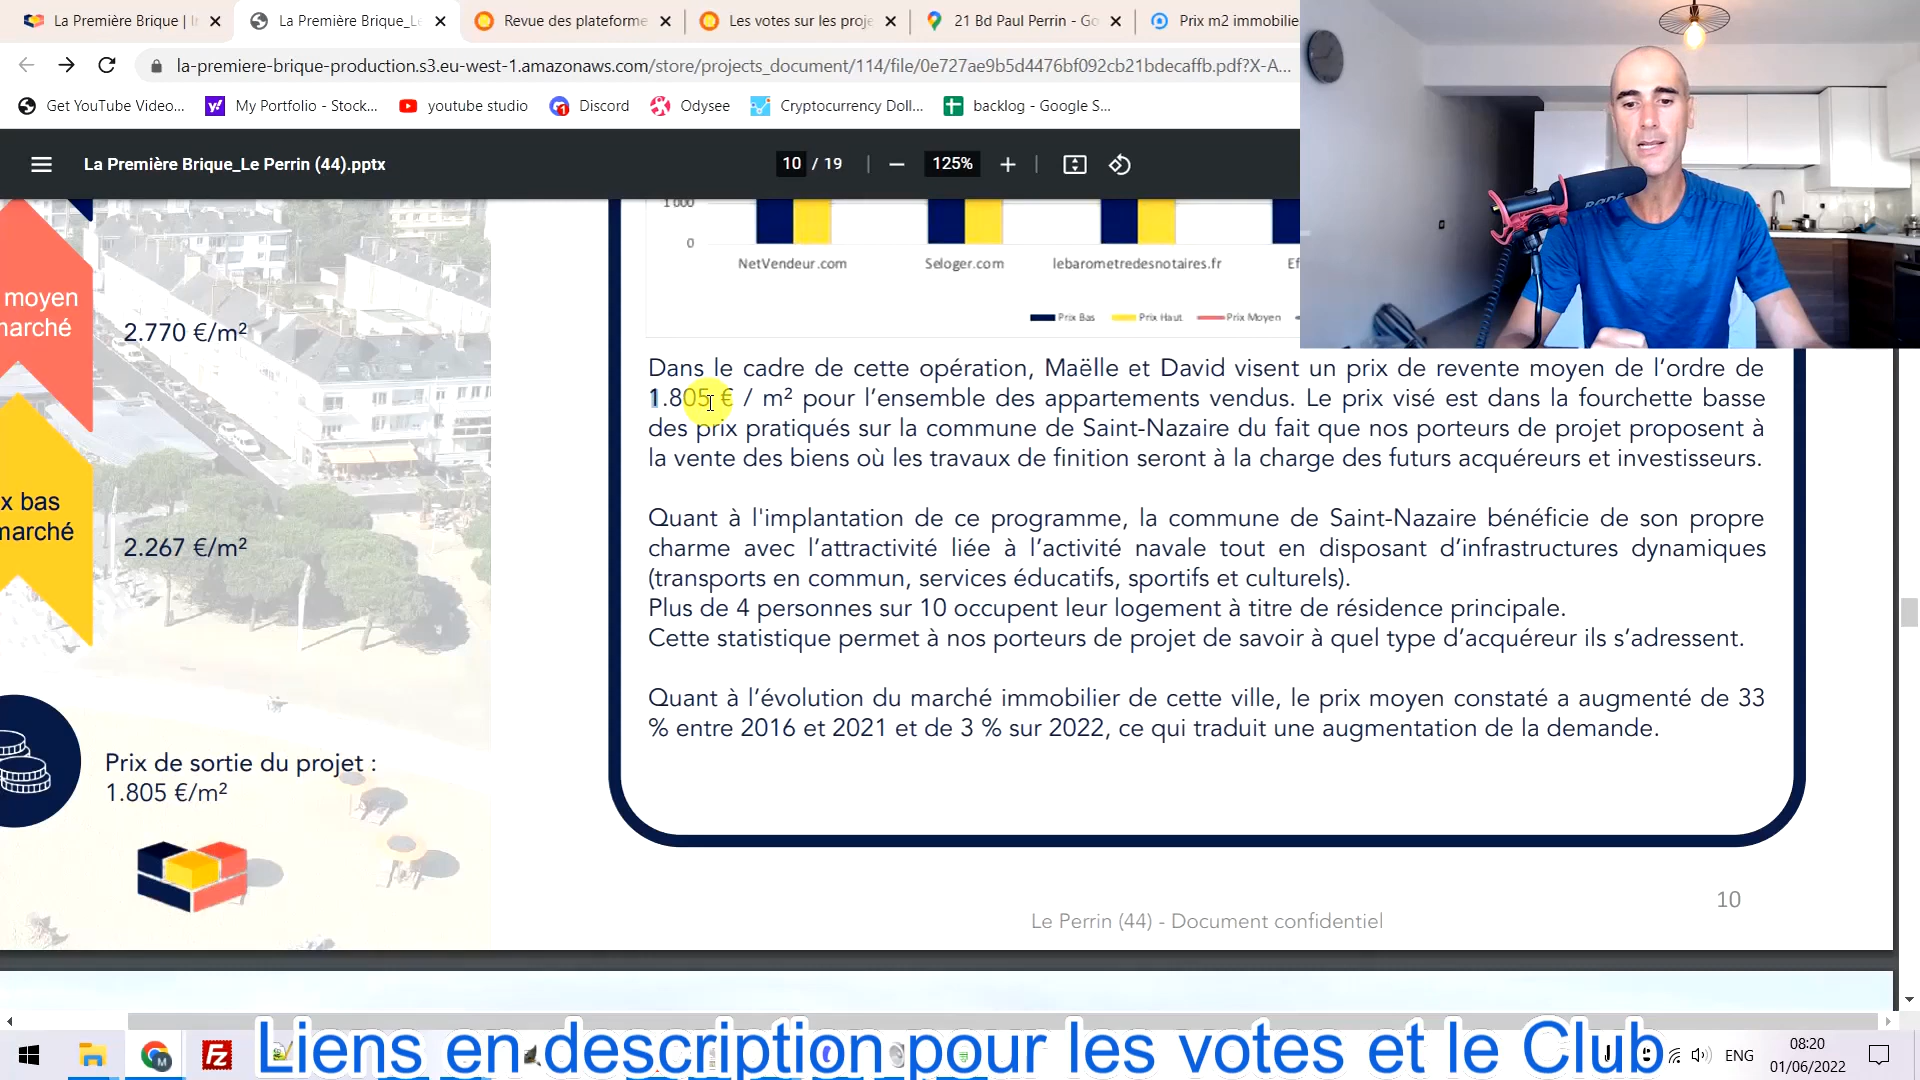 La Première Brique | I
La Première Brique_Le
Revue des plateforme
Les votes sur les proje
21 Bd Paul Perrin - Go
Prix m2 immobilie
la-premiere-brique-production.s3.eu-west-1.amazonaws.com/store/projects_document/114/file/0e727ae9b5d4476bf092cb21bdecaffb.pdf?X-A...
Get YouTube Video...
My Portfolio - Stock...
youtube studio
Discord
Odysee
Cryptocurrency Doll...
backlog - Google S...
La Première Brique_Le Perrin (44).pptx
10 / 19
125%
moyen
marché
2.770 €/m²
x bas
marché
2.267 €/m²
Prix de sortie du projet :
1.805 €/m²
1 000
0
NetVendeur.com
Seloger.com
lebarometredesnotaires.fr
Ef
Prix Bas
Prix Haut
Prix Moyen
Dans le cadre de cette opération, Maëlle et David visent un prix de revente moyen de l’ordre de
1.805 € / m² pour l’ensemble des appartements vendus. Le prix visé est dans la fourchette basse
des prix pratiqués sur la commune de Saint-Nazaire du fait que nos porteurs de projet proposent à
la vente des biens où les travaux de finition seront à la charge des futurs acquéreurs et investisseurs.
Quant à l'implantation de ce programme, la commune de Saint-Nazaire bénéficie de son propre
charme avec l’attractivité liée à l’activité navale tout en disposant d’infrastructures dynamiques
(transports en commun, services éducatifs, sportifs et culturels).
Plus de 4 personnes sur 10 occupent leur logement à titre de résidence principale.
Cette statistique permet à nos porteurs de projet de savoir à quel type d’acquéreur ils s’adressent.
Quant à l’évolution du marché immobilier de cette ville, le prix moyen constaté a augmenté de 33
% entre 2016 et 2021 et de 3 % sur 2022, ce qui traduit une augmentation de la demande.
10
Le Perrin (44) - Document confidentiel
RODE
Liens en description pour les votes et le Club
ENG
08:20
01/06/2022